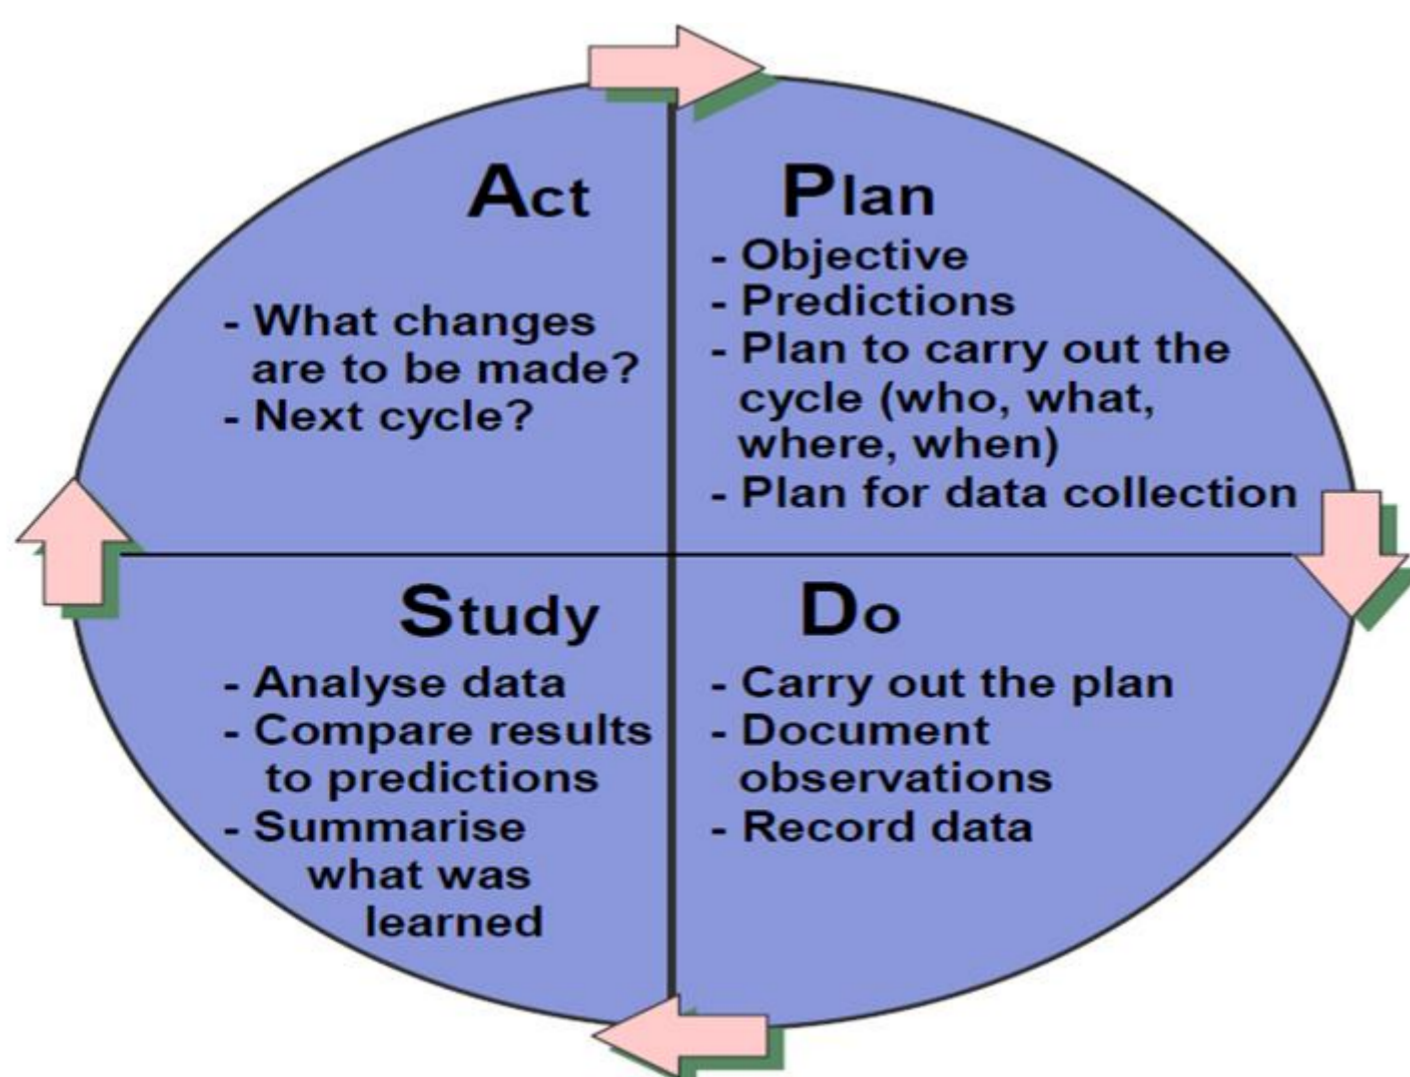 Act
- What changes
are to be made?
- Next cycle?
Plan
- Objective
- Predictions
- Plan to carry out the
cycle (who, what,
where, when)
- Plan for data collection
Study
- Analyse data
- Compare results
to predictions
- Summarise
what was
learned
Do
- Carry out the plan
- Document
observations
- Record data